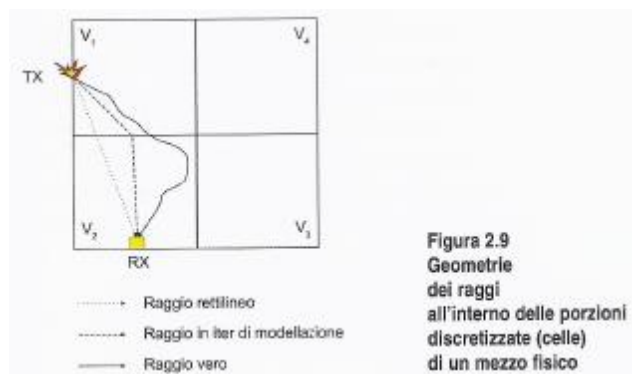 V1
V4
TX
V2
V3
RX
Raggio rettilineo
Raggio in iter di modellazione
Raggio vero
Figura 2.9
Geometrie
dei raggi
all'interno delle porzioni
discretizzate (celle)
di un mezzo fisico